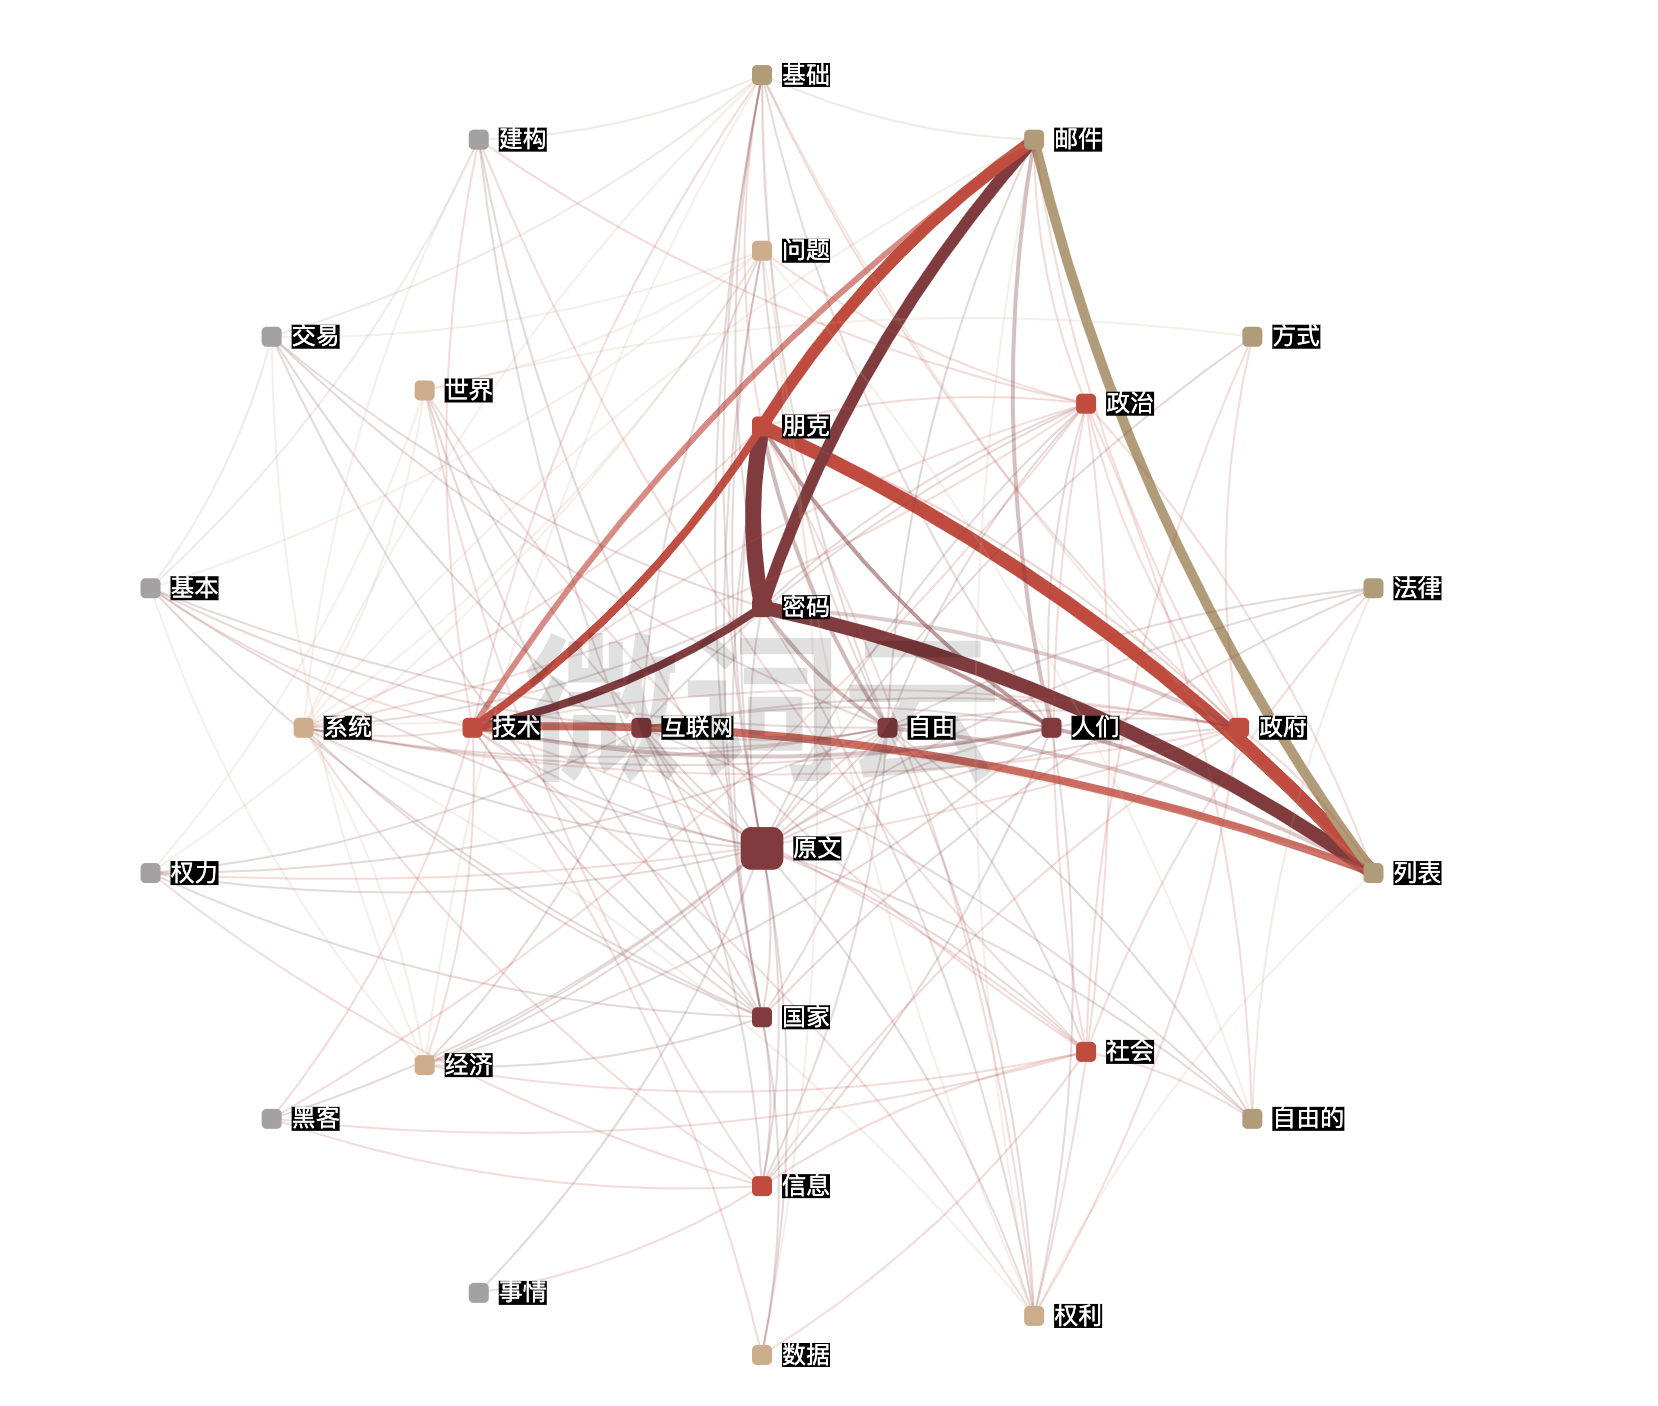 基础
建构
邮件
问题
交易
方式
世界
政治
朋克
基本
法律
密码
微词云
系统
技术
互联网
自由
人们
政府
原文
权力
列表
国家
社会
经济
黑客
自由的
信息
事情
权利
数据